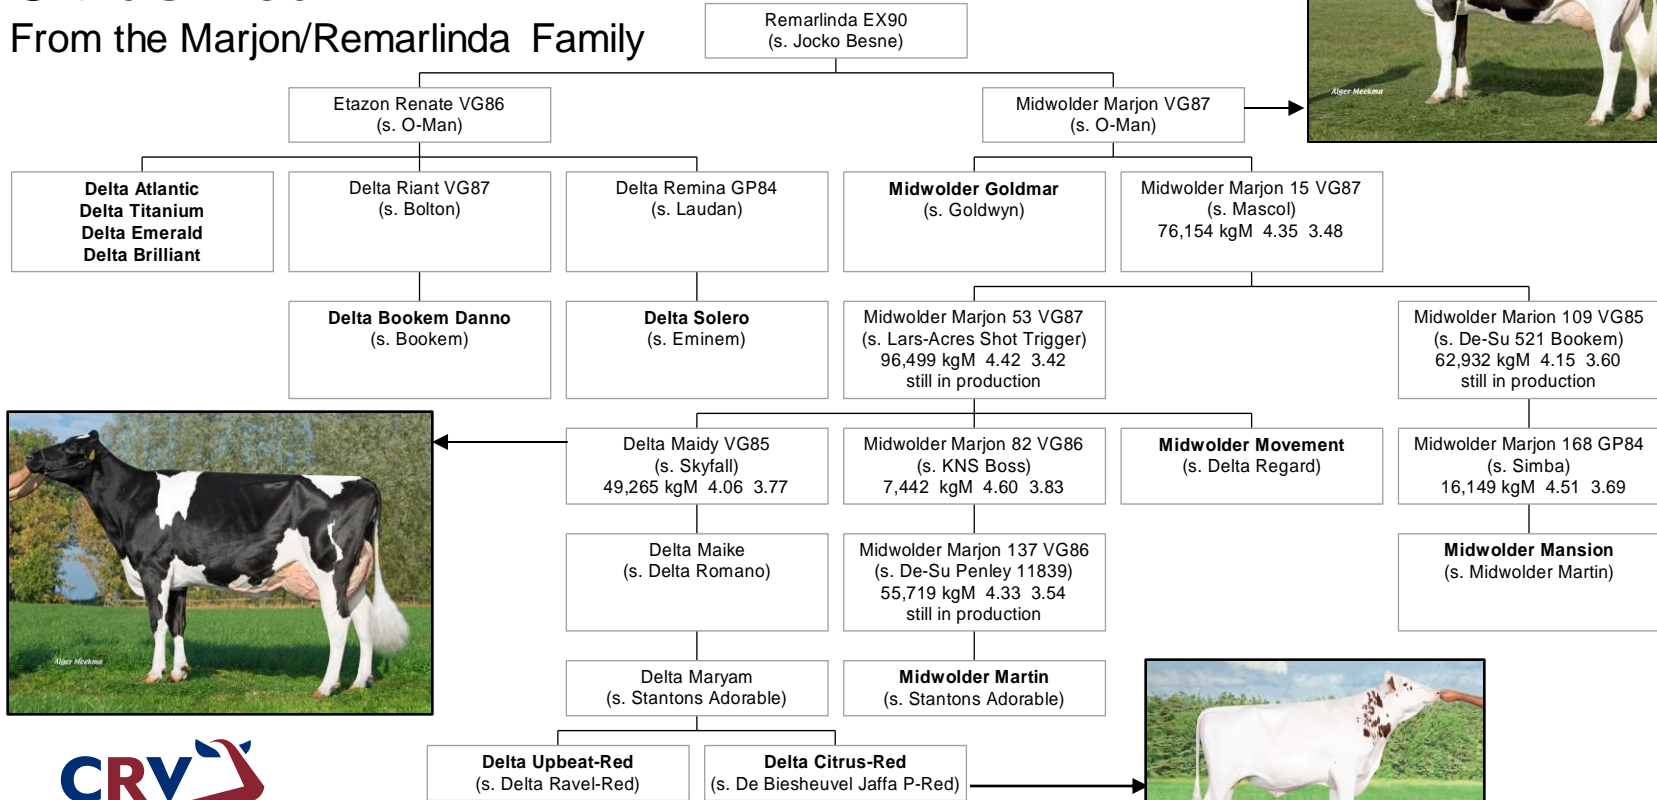 From the Marjon/Remarlinda Family
Remarlinda EX90
(s. Jocko Besne)
Etazon Renate VG86
(s. O-Man)
Midwolder Marjon VG87
(s. O-Man)
Alger Meekma
Delta Atlantic
Delta Titanium
Delta Emerald
Delta Brilliant
Delta Riant VG87
(s. Bolton)
Delta Remina GP84
(s. Laudan)
Midwolder Goldmar
(s. Goldwyn)
Midwolder Marjon 15 VG87
(s. Mascol)
76,154 kgM 4.35 3.48
Delta Bookem Danno
(s. Bookem)
Delta Solero
(s. Eminem)
Midwolder Marjon 53 VG87
(s. Lars-Acres Shot Trigger)
96,499 kgM 4.42 3.42
still in production
Midwolder Marion 109 VG85
(s. De-Su 521 Bookem)
62,932 kgM 4.15 3.60
still in production
Delta Maidy VG85
(s. Skyfall)
49,265 kgM 4.06 3.77
Midwolder Marjon 82 VG86
(s. KNS Boss)
7,442 kgM 4.60 3.83
Midwolder Movement
(s. Delta Regard)
Midwolder Marjon 168 GP84
(s. Simba)
16,149 kgM 4.51 3.69
Delta Maike
(s. Delta Romano)
Midwolder Marjon 137 VG86
(s. De-Su Penley 11839)
55,719 kgM 4.33 3.54
still in production
Midwolder Mansion
(s. Midwolder Martin)
Alger Meekma
Delta Maryam
(s. Stantons Adorable)
Midwolder Martin
(s. Stantons Adorable)
Delta Upbeat-Red
(s. Delta Ravel-Red)
Delta Citrus-Red
(s. De Biesheuvel Jaffa P-Red)
CRV